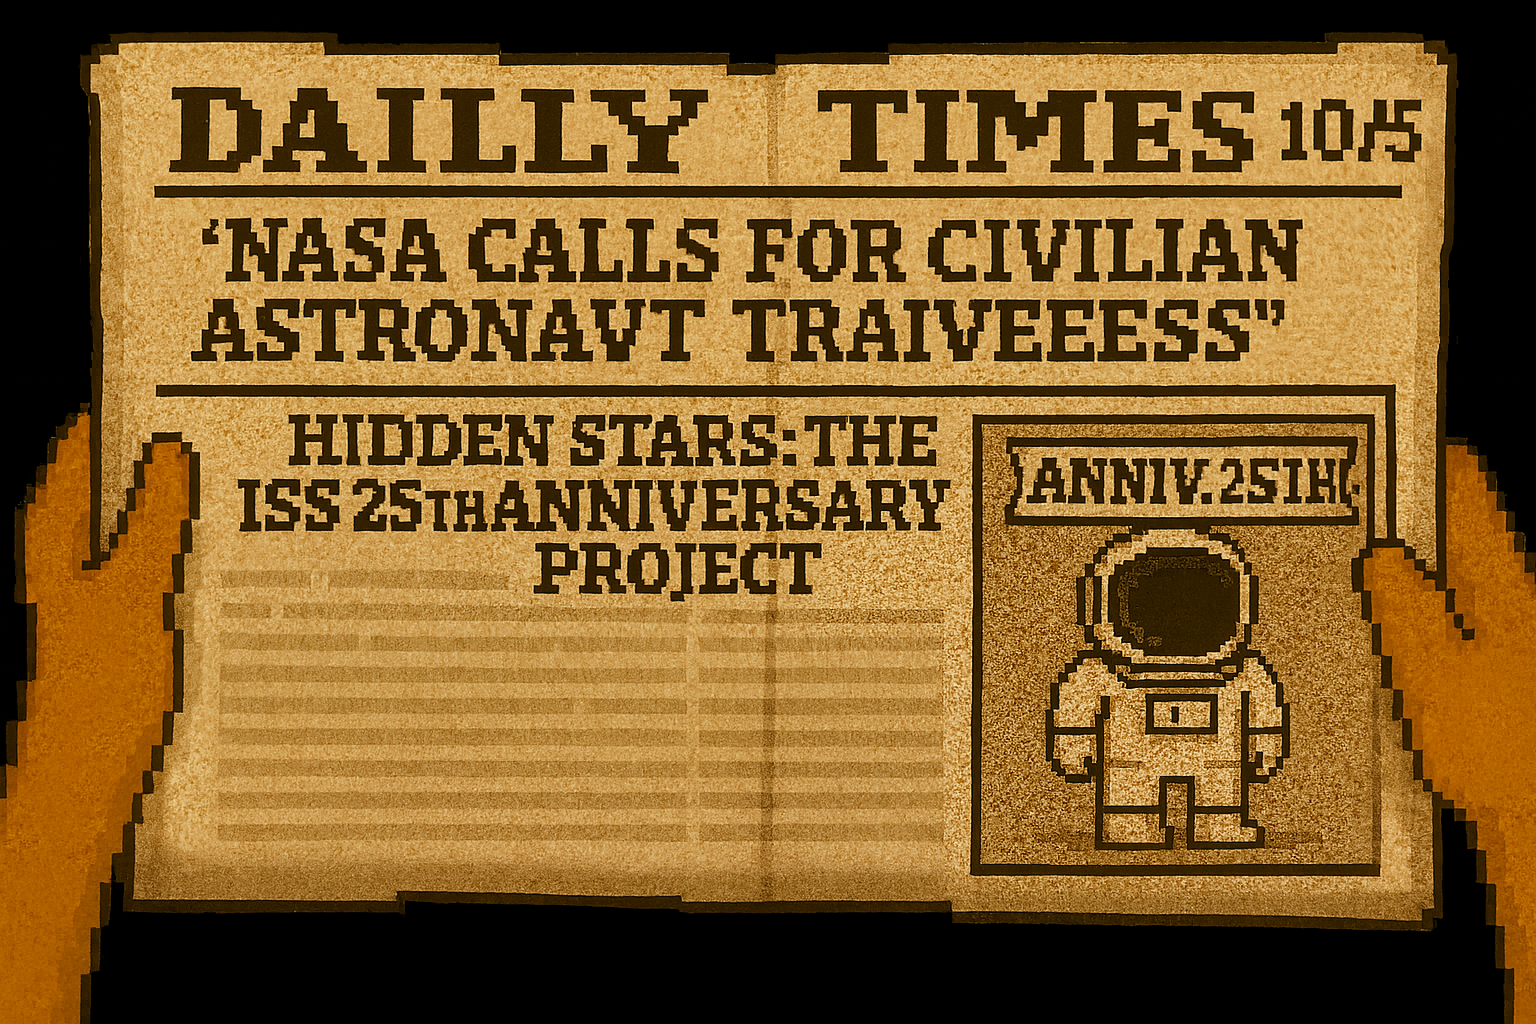 DAILLY TIMES 10/5
‘NASA CALLS FOR CIVILIAN
ASTRONAVT TRAIVEEESS”
HIDDEN STARS: THE
ISS 25TH ANNIVERSARY
PROJECT
ANNIV. 25IH